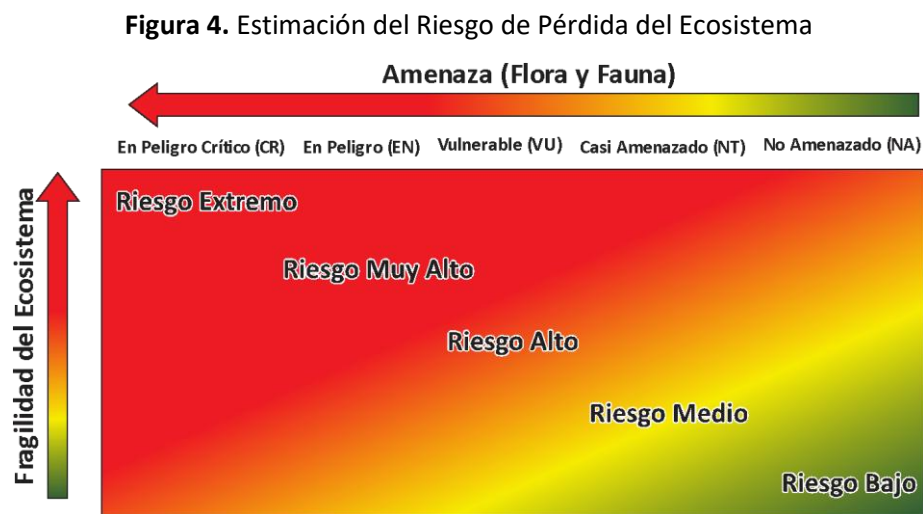 Figura 4. Estimación del Riesgo de Pérdida del Ecosistema
Amenaza (Flora y Fauna)
En Peligro Crítico (CR) En Peligro (EN) Vulnerable (VU) Casi Amenazado (NT) No Amenazado (NA)
Fragilidad del Ecosistema
Riesgo Extremo
Riesgo Muy Alto
Riesgo Alto
Riesgo Medio
Riesgo Bajo